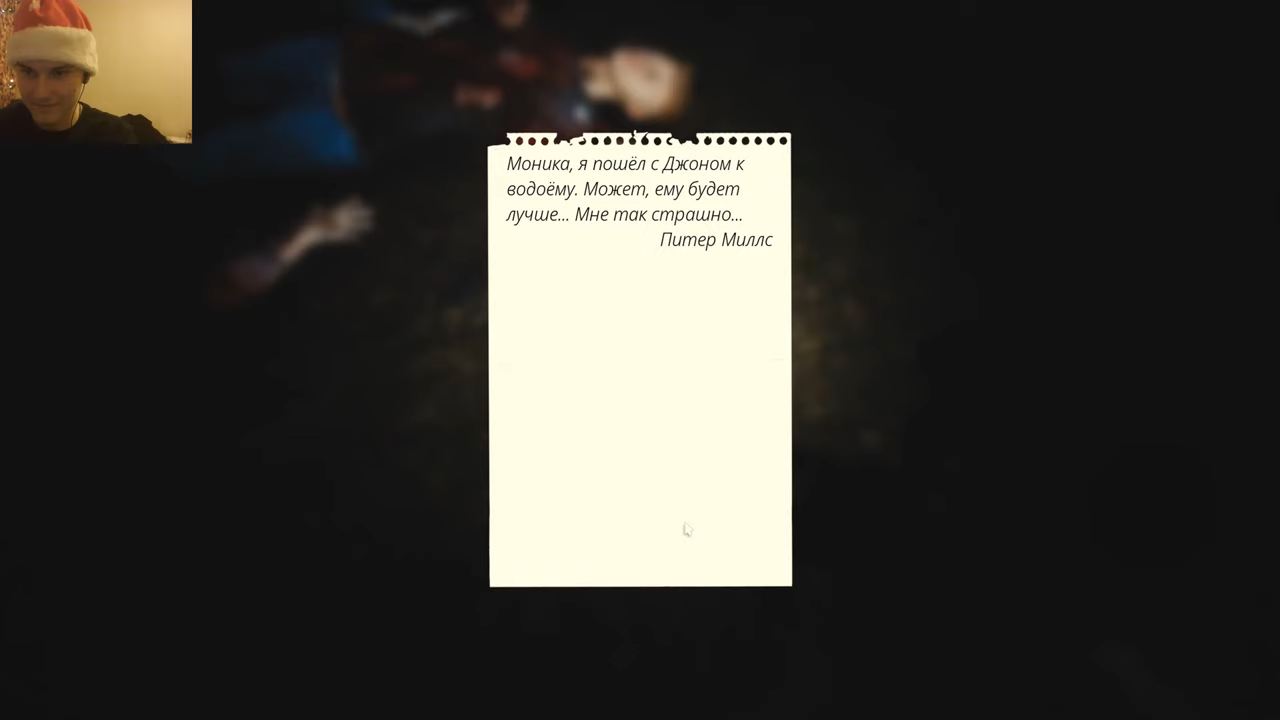 Моника, я пошёл с Джоном к
водоёму. Может, ему будет
лучше... Мне так страшно...
Питер Миллс